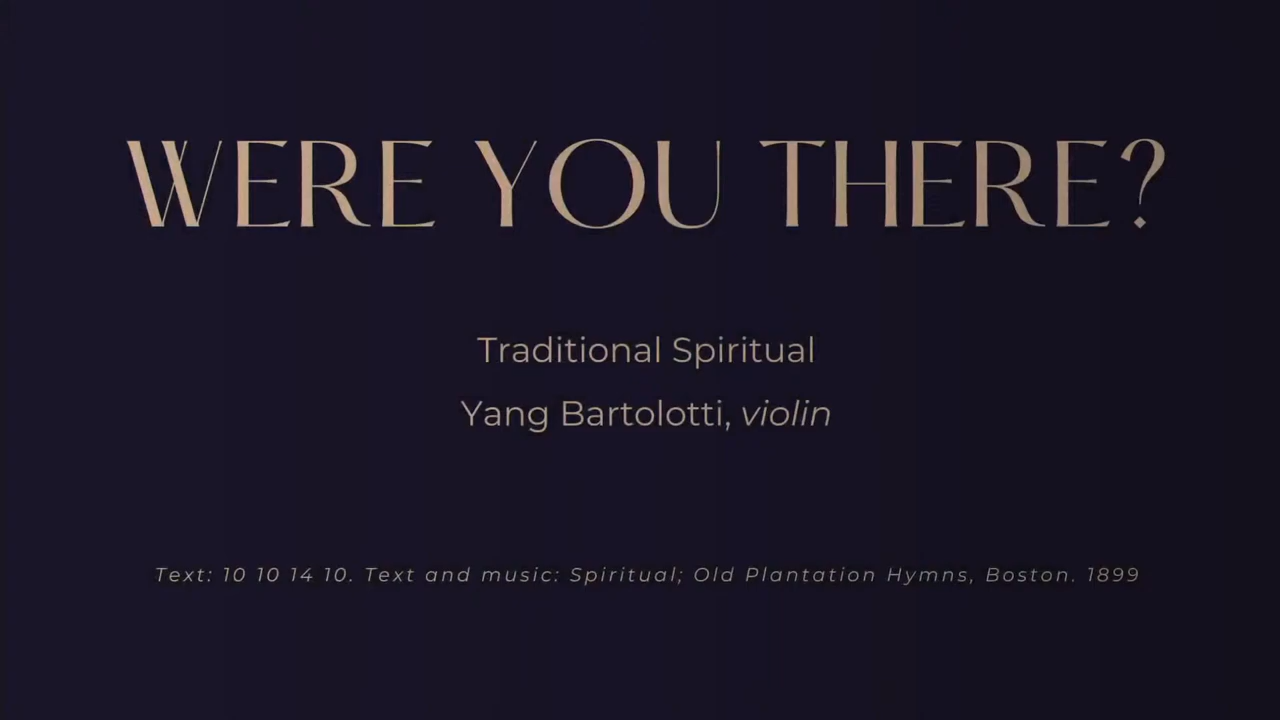 WERE YOU THERE?
Traditional Spiritual
Yang Bartolotti, violin
Text: 10 10 14 10. Text and music: Spiritual; Old Plantation Hymns, Boston. 1899